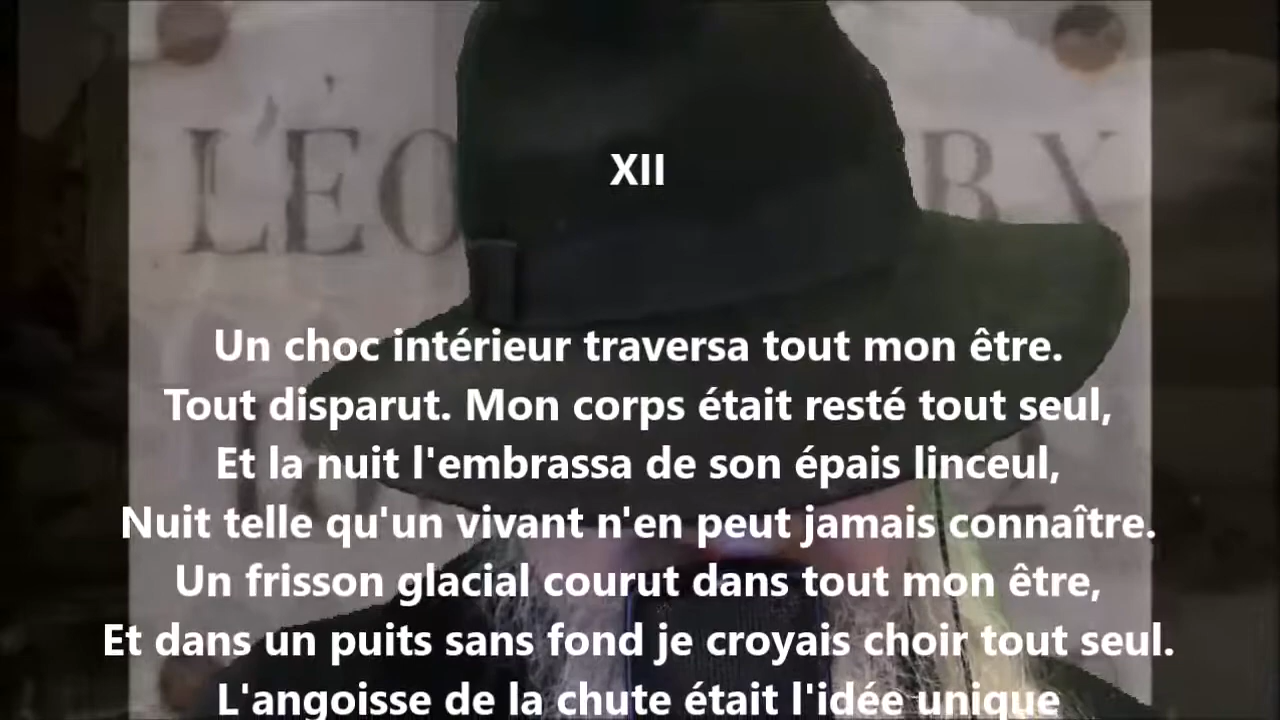 L'ÉO BY
XII
Un choc intérieur traversa tout mon être.
Tout disparut. Mon corps était resté tout seul,
Et la nuit l'embrassa de son épais linceul,
Nuit telle qu'un vivant n'en peut jamais connaître.
Un frisson glacial courut dans tout mon être,
Et dans un puits sans fond je croyais choir tout seul.
L'angoisse de la chute était l'idée unique